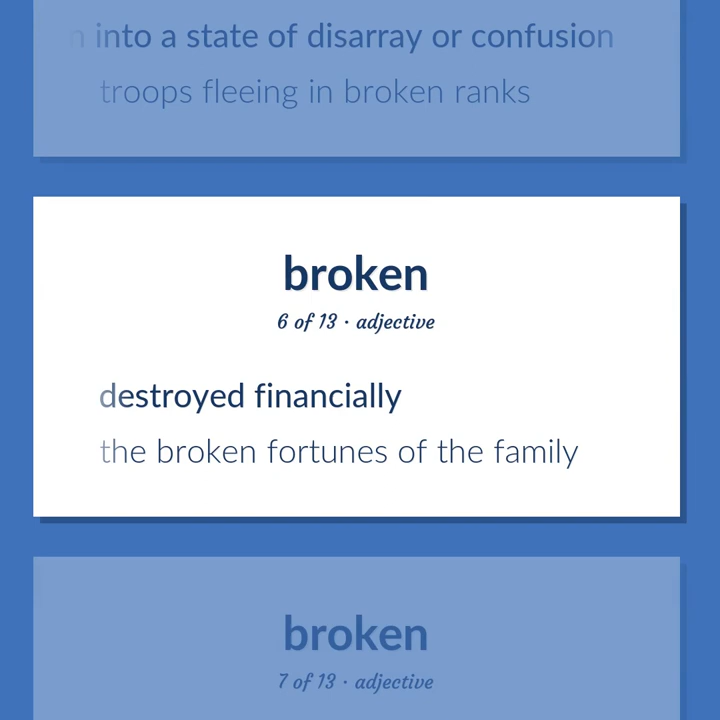 into a state of disarray or confusion
troops fleeing in broken ranks
broken
6 of 13 · adjective
destroyed financially
the broken fortunes of the family
broken
7 of 13 · adjective